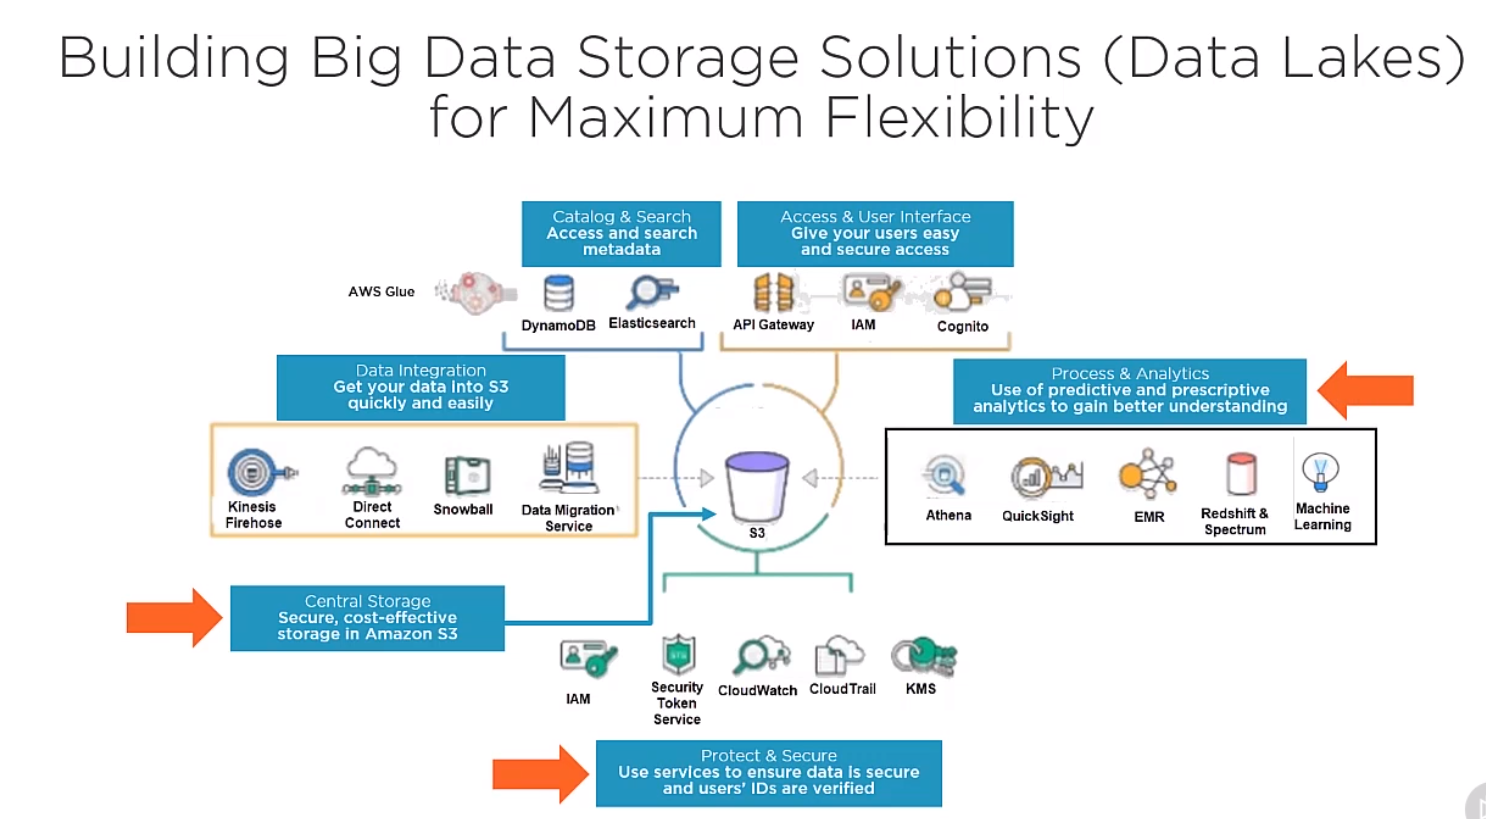 Building Big Data Storage Solutions (Data Lakes)
for Maximum Flexibility
Catalog & Search
Access and search
metadata
Access & User Interface
Give your users easy
and secure access
AWS Glue
DynamoDB
Elasticsearch
API Gateway
IAM
Cognito
Data Integration
Get your data into S3
quickly and easily
Process & Analytics
Use of predictive and prescriptive
analytics to gain better understanding
Kinesis
Firehose
Direct
Connect
Snowball
Data Migration
Service
S3
Athena
QuickSight
EMR
Redshift &
Spectrum
Machine
Learning
Central Storage
Secure, cost-effective
storage in Amazon S3
IAM
STS
Security
Token
Service
CloudWatch
CloudTrail
KMS
Protect & Secure
Use services to ensure data is secure
and users' IDs are verified